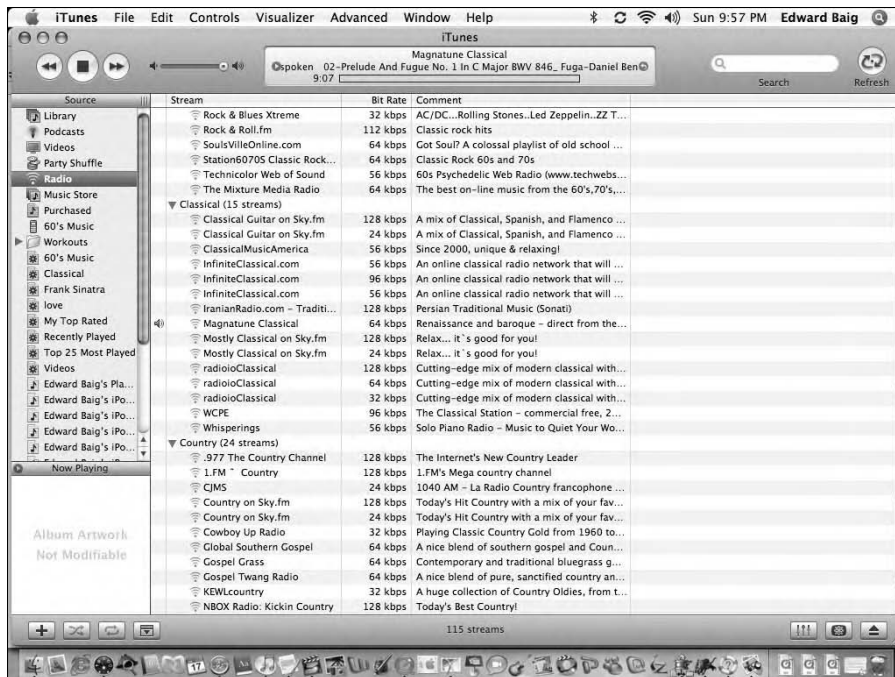 iTunes File Edit Controls Visualizer Advanced Window Help Sun 9:57 PM Edward Baig
iTunes
Magnatune Classical
spoken 02-Prelude And Fugue No. 1 In C Major BWV 846_ Fuga-Daniel Ben
9:07
Search
Refresh
Source
Library
Podcasts
Videos
Party Shuffle
Radio
Music Store
Purchased
60's Music
Workouts
60's Music
Classical
Frank Sinatra
love
My Top Rated
Recently Played
Top 25 Most Played
Videos
Edward Baig's Pla...
Edward Baig's iPo...
Edward Baig's iPo...
Edward Baig's iPo...
Edward Baig's iPo...
Now Playing
Album Artwork
Not Modifiable
Stream Bit Rate Comment
Rock & Blues Xtreme 32 kbps AC/DC...Rolling Stones..Led Zeppelin..ZZ T...
Rock & Roll.fm 112 kbps Classic rock hits
SoulsVilleOnline.com 64 kbps Got Soul? A colossal playlist of old school ...
Station6070S Classic Rock... 64 kbps Classic Rock 60s and 70s
Technicolor Web of Sound 56 kbps 60s Psychedelic Web Radio (www.techwebs...
The Mixture Media Radio 64 kbps The best on-line music from the 60's,70's,...
Classical (15 streams)
Classical Guitar on Sky.fm 128 kbps A mix of Classical, Spanish, and Flamenco ...
Classical Guitar on Sky.fm 24 kbps A mix of Classical, Spanish, and Flamenco ...
ClassicalMusicAmerica 56 kbps Since 2000, unique & relaxing!
InfiniteClassical.com 56 kbps An online classical radio network that will ...
InfiniteClassical.com 96 kbps An online classical radio network that will ...
InfiniteClassical.com 56 kbps An online classical radio network that will ...
IranianRadio.com - Traditi... 128 kbps Persian Traditional Music (Sonati)
Magnatune Classical 64 kbps Renaissance and baroque - direct from the...
Mostly Classical on Sky.fm 128 kbps Relax... it`s good for you!
Mostly Classical on Sky.fm 24 kbps Relax... it`s good for you!
radioioClassical 128 kbps Cutting-edge mix of modern classical with...
radioioClassical 64 kbps Cutting-edge mix of modern classical with...
radioioClassical 32 kbps Cutting-edge mix of modern classical with...
WCPE 96 kbps The Classical Station - commercial free, 2...
Whisperings 56 kbps Solo Piano Radio - Music to Quiet Your Wo...
Country (24 streams)
.977 The Country Channel 128 kbps The Internet's New Country Leader
1.FM ~ Country 128 kbps 1.FM's Mega country channel
CJMS 24 kbps 1040 AM - La Radio Country francophone ...
Country on Sky.fm 128 kbps Today's Hit Country with a mix of your fav...
Country on Sky.fm 24 kbps Today's Hit Country with a mix of your fav...
Cowboy Up Radio 32 kbps Playing Classic Country Gold from 1960 to...
Global Southern Gospel 64 kbps A nice blend of southern gospel and Coun...
Gospel Grass 64 kbps Contemporary and traditional bluegrass g...
Gospel Twang Radio 64 kbps A nice blend of pure, sanctified country an...
KEWLcountry 32 kbps A huge collection of Country Oldies, from t...
NBOX Radio: Kickin Country 128 kbps Today's Best Country!
115 streams
17